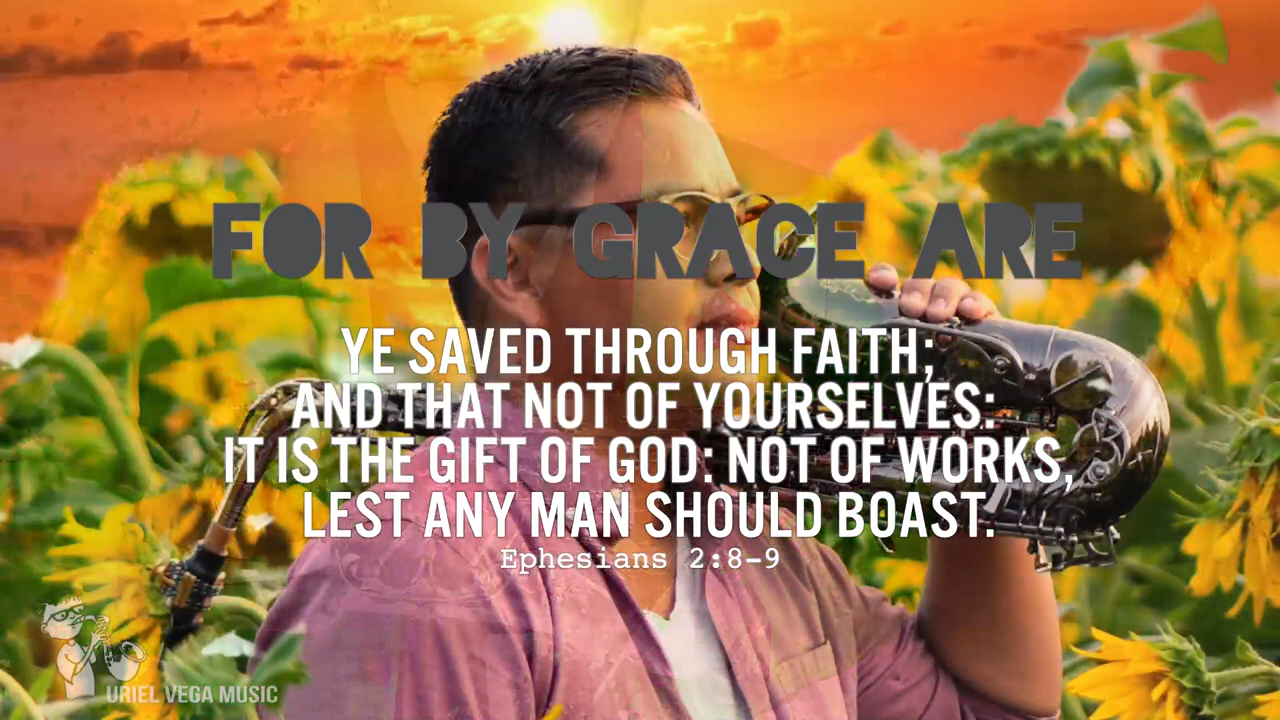 FOR BY GRACE ARE
YE SAVED THROUGH FAITH;
AND THAT NOT OF YOURSELVES:
IT IS THE GIFT OF GOD: NOT OF WORKS,
LEST ANY MAN SHOULD BOAST.
Ephesians 2:8-9
URIEL VEGA MUSIC